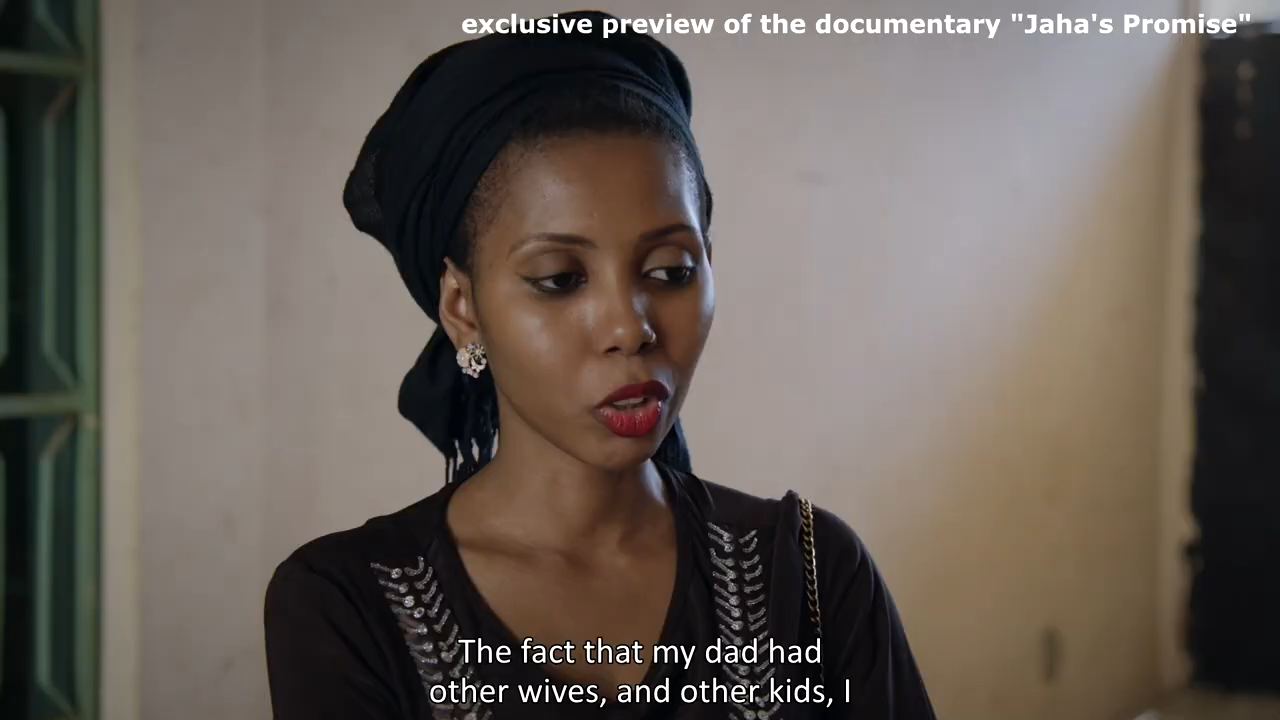 exclusive preview of the documentary "Jaha's Promise"
The fact that my dad had
other wives, and other kids, I